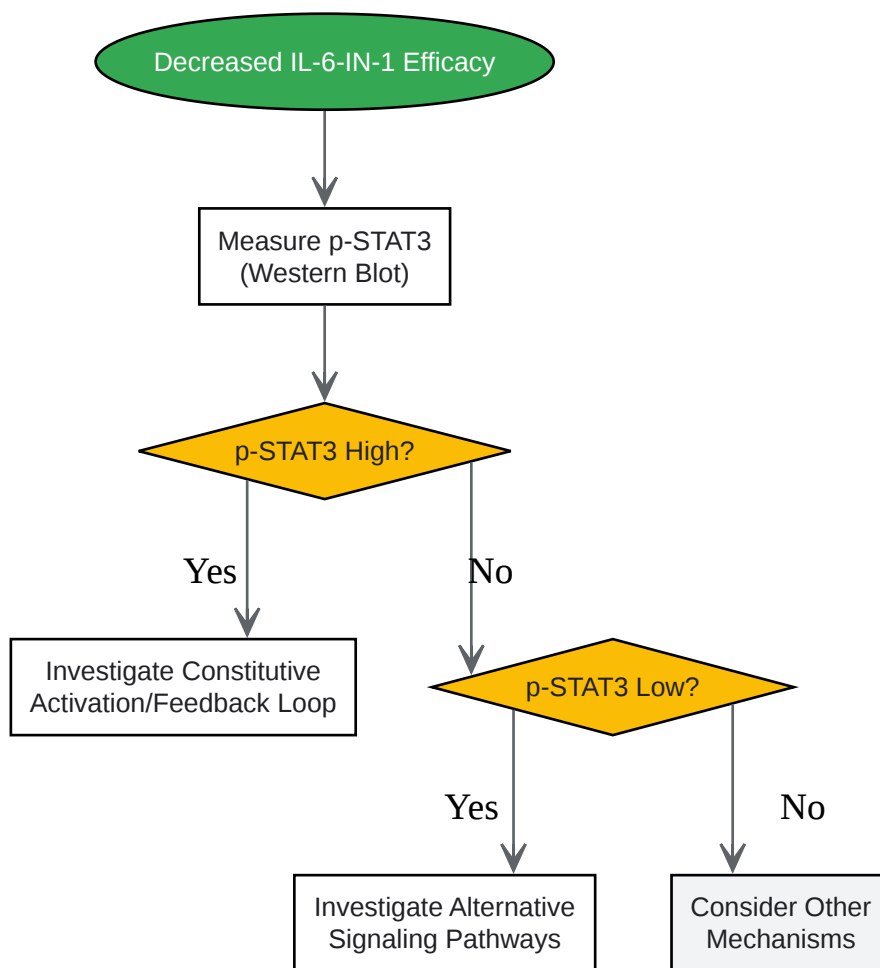 Decreased IL-6-IN-1 Efficacy
Measure p-STAT3
(Western Blot)
p-STAT3 High?
Yes
No
Investigate Constitutive
Activation/Feedback Loop
p-STAT3 Low?
Yes
No
Investigate Alternative
Signaling Pathways
Consider Other
Mechanisms